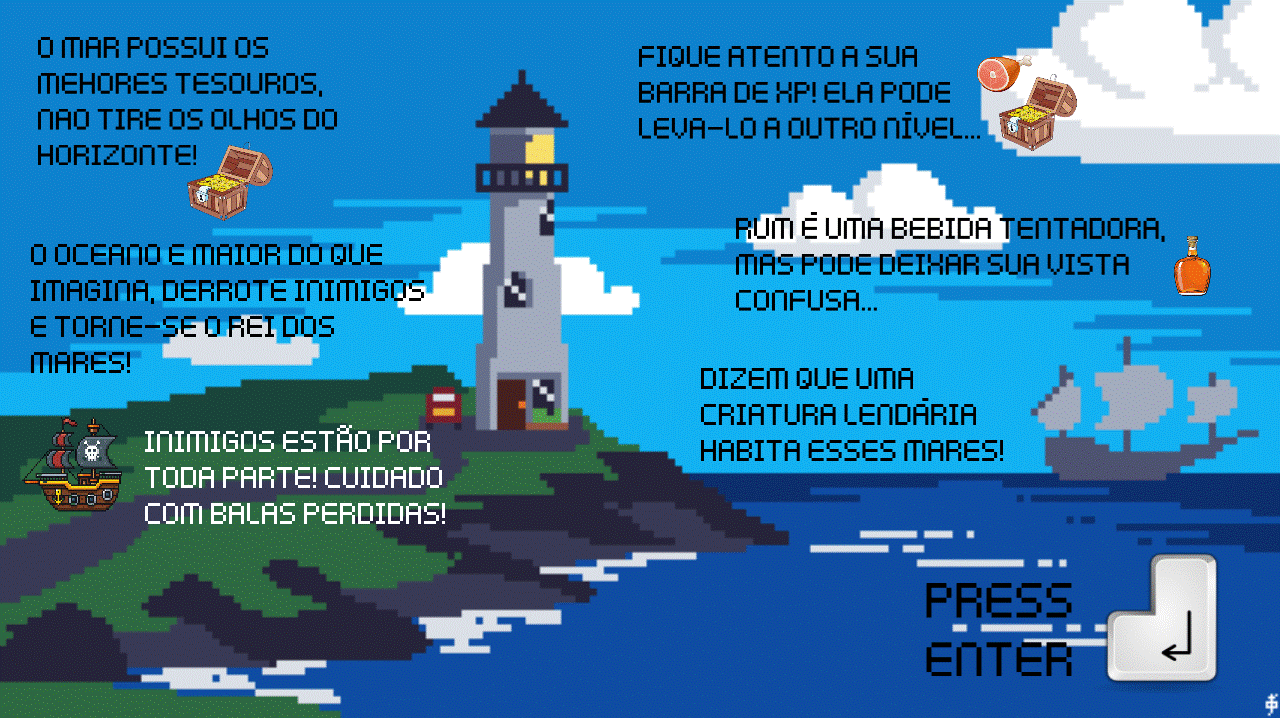 O MAR POSSUI OS
MEHORES TESOUROS,
NAO TIRE OS OLHOS DO
HORIZONTE!
O OCEANO E MAIOR DO QUE
IMAGINA, DERROTE INIMIGOS
E TORNE-SE O REI DOS
MARES!
INIMIGOS ESTÃO POR
TODA PARTE! CUIDADO
COM BALAS PERDIDAS!
FIQUE ATENTO A SUA
BARRA DE XP! ELA PODE
LEVA-LO A OUTRO NÍVEL...
RUM É UMA BEBIDA TENTADORA,
MAS PODE DEIXAR SUA VISTA
CONFUSA...
DIZEM QUE UMA
CRIATURA LENDÁRIA
HABITA ESSES MARES!
PRESS
ENTER